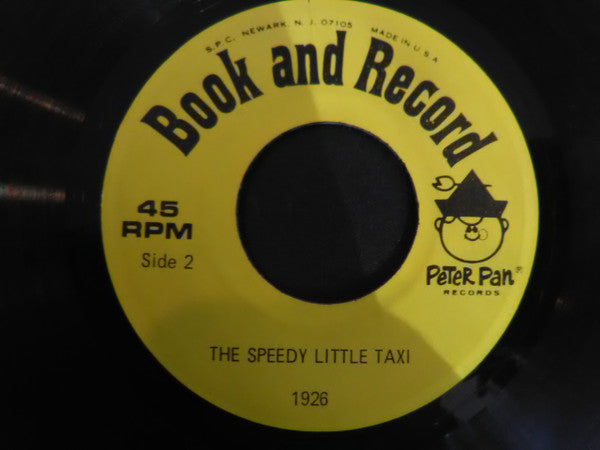 S.P.C. NEWARK, N.J. 07105 MADE IN U.S.A
Book and Record
45
RPM
Side 2
PETER PAN®
RECORDS
THE SPEEDY LITTLE TAXI
1926